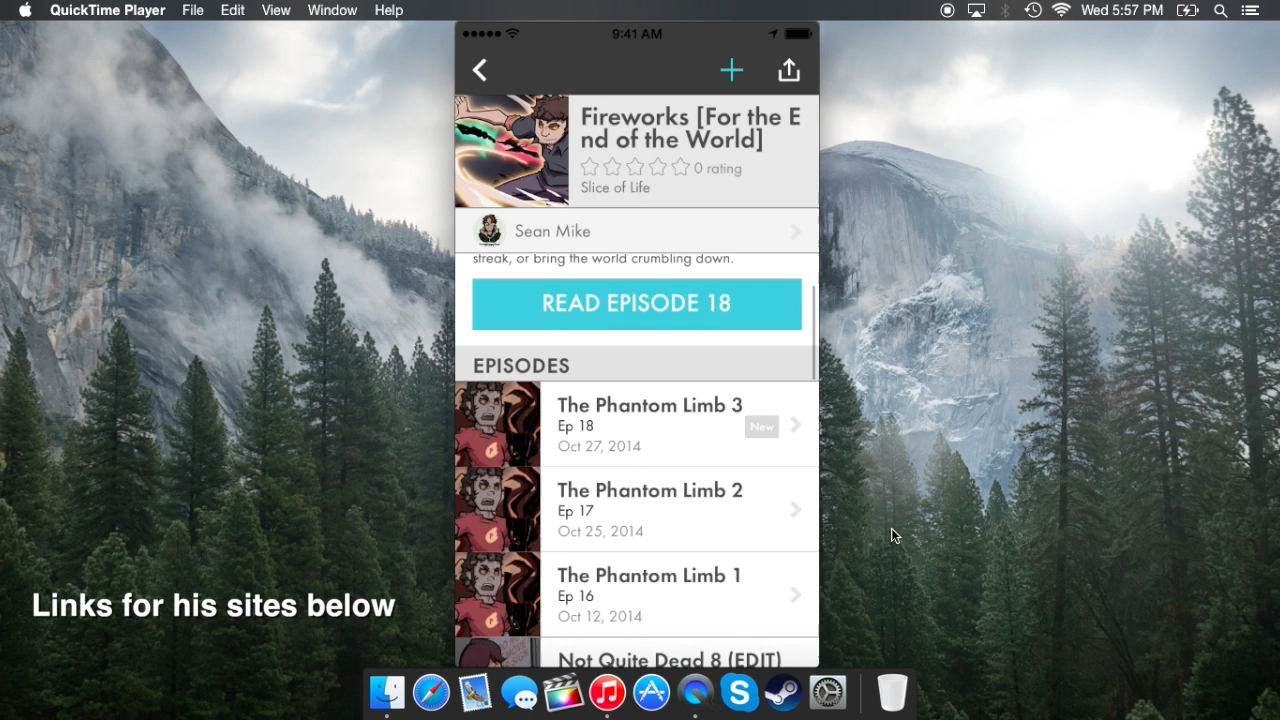 QuickTime Player File Edit View Window Help Wed 5:57 PM
9:41 AM
Fireworks [For the E
nd of the World]
0 rating
Slice of Life
Sean Mike
streak, or bring the world crumbling down.
READ EPISODE 18
EPISODES
The Phantom Limb 3
Ep 18
New
Oct 27, 2014
The Phantom Limb 2
Ep 17
Oct 25, 2014
The Phantom Limb 1
Ep 16
Oct 12, 2014
Not Quite Dead 8 (EDIT)
Links for his sites below